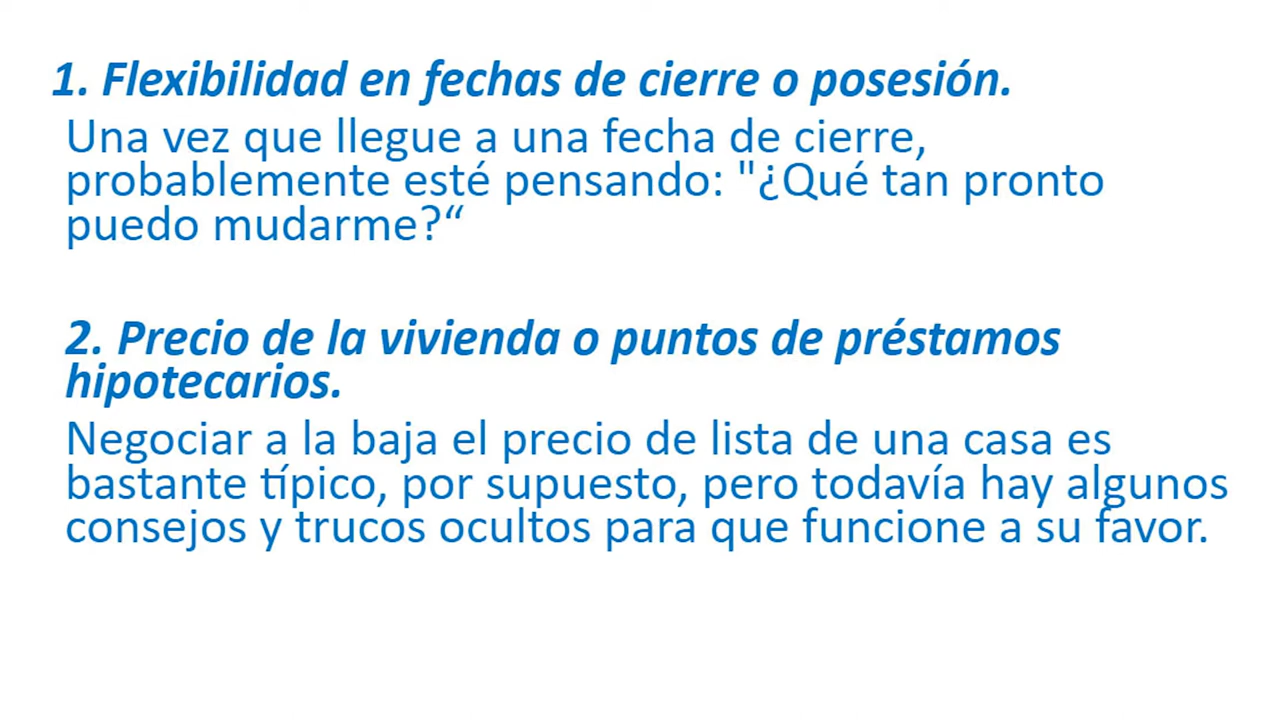 1. Flexibilidad en fechas de cierre o posesión.
Una vez que llegue a una fecha de cierre,
probablemente esté pensando: "¿Qué tan pronto
puedo mudarme?“
2. Precio de la vivienda o puntos de préstamos
hipotecarios.
Negociar a la baja el precio de lista de una casa es
bastante típico, por supuesto, pero todavía hay algunos
consejos y trucos ocultos para que funcione a su favor.